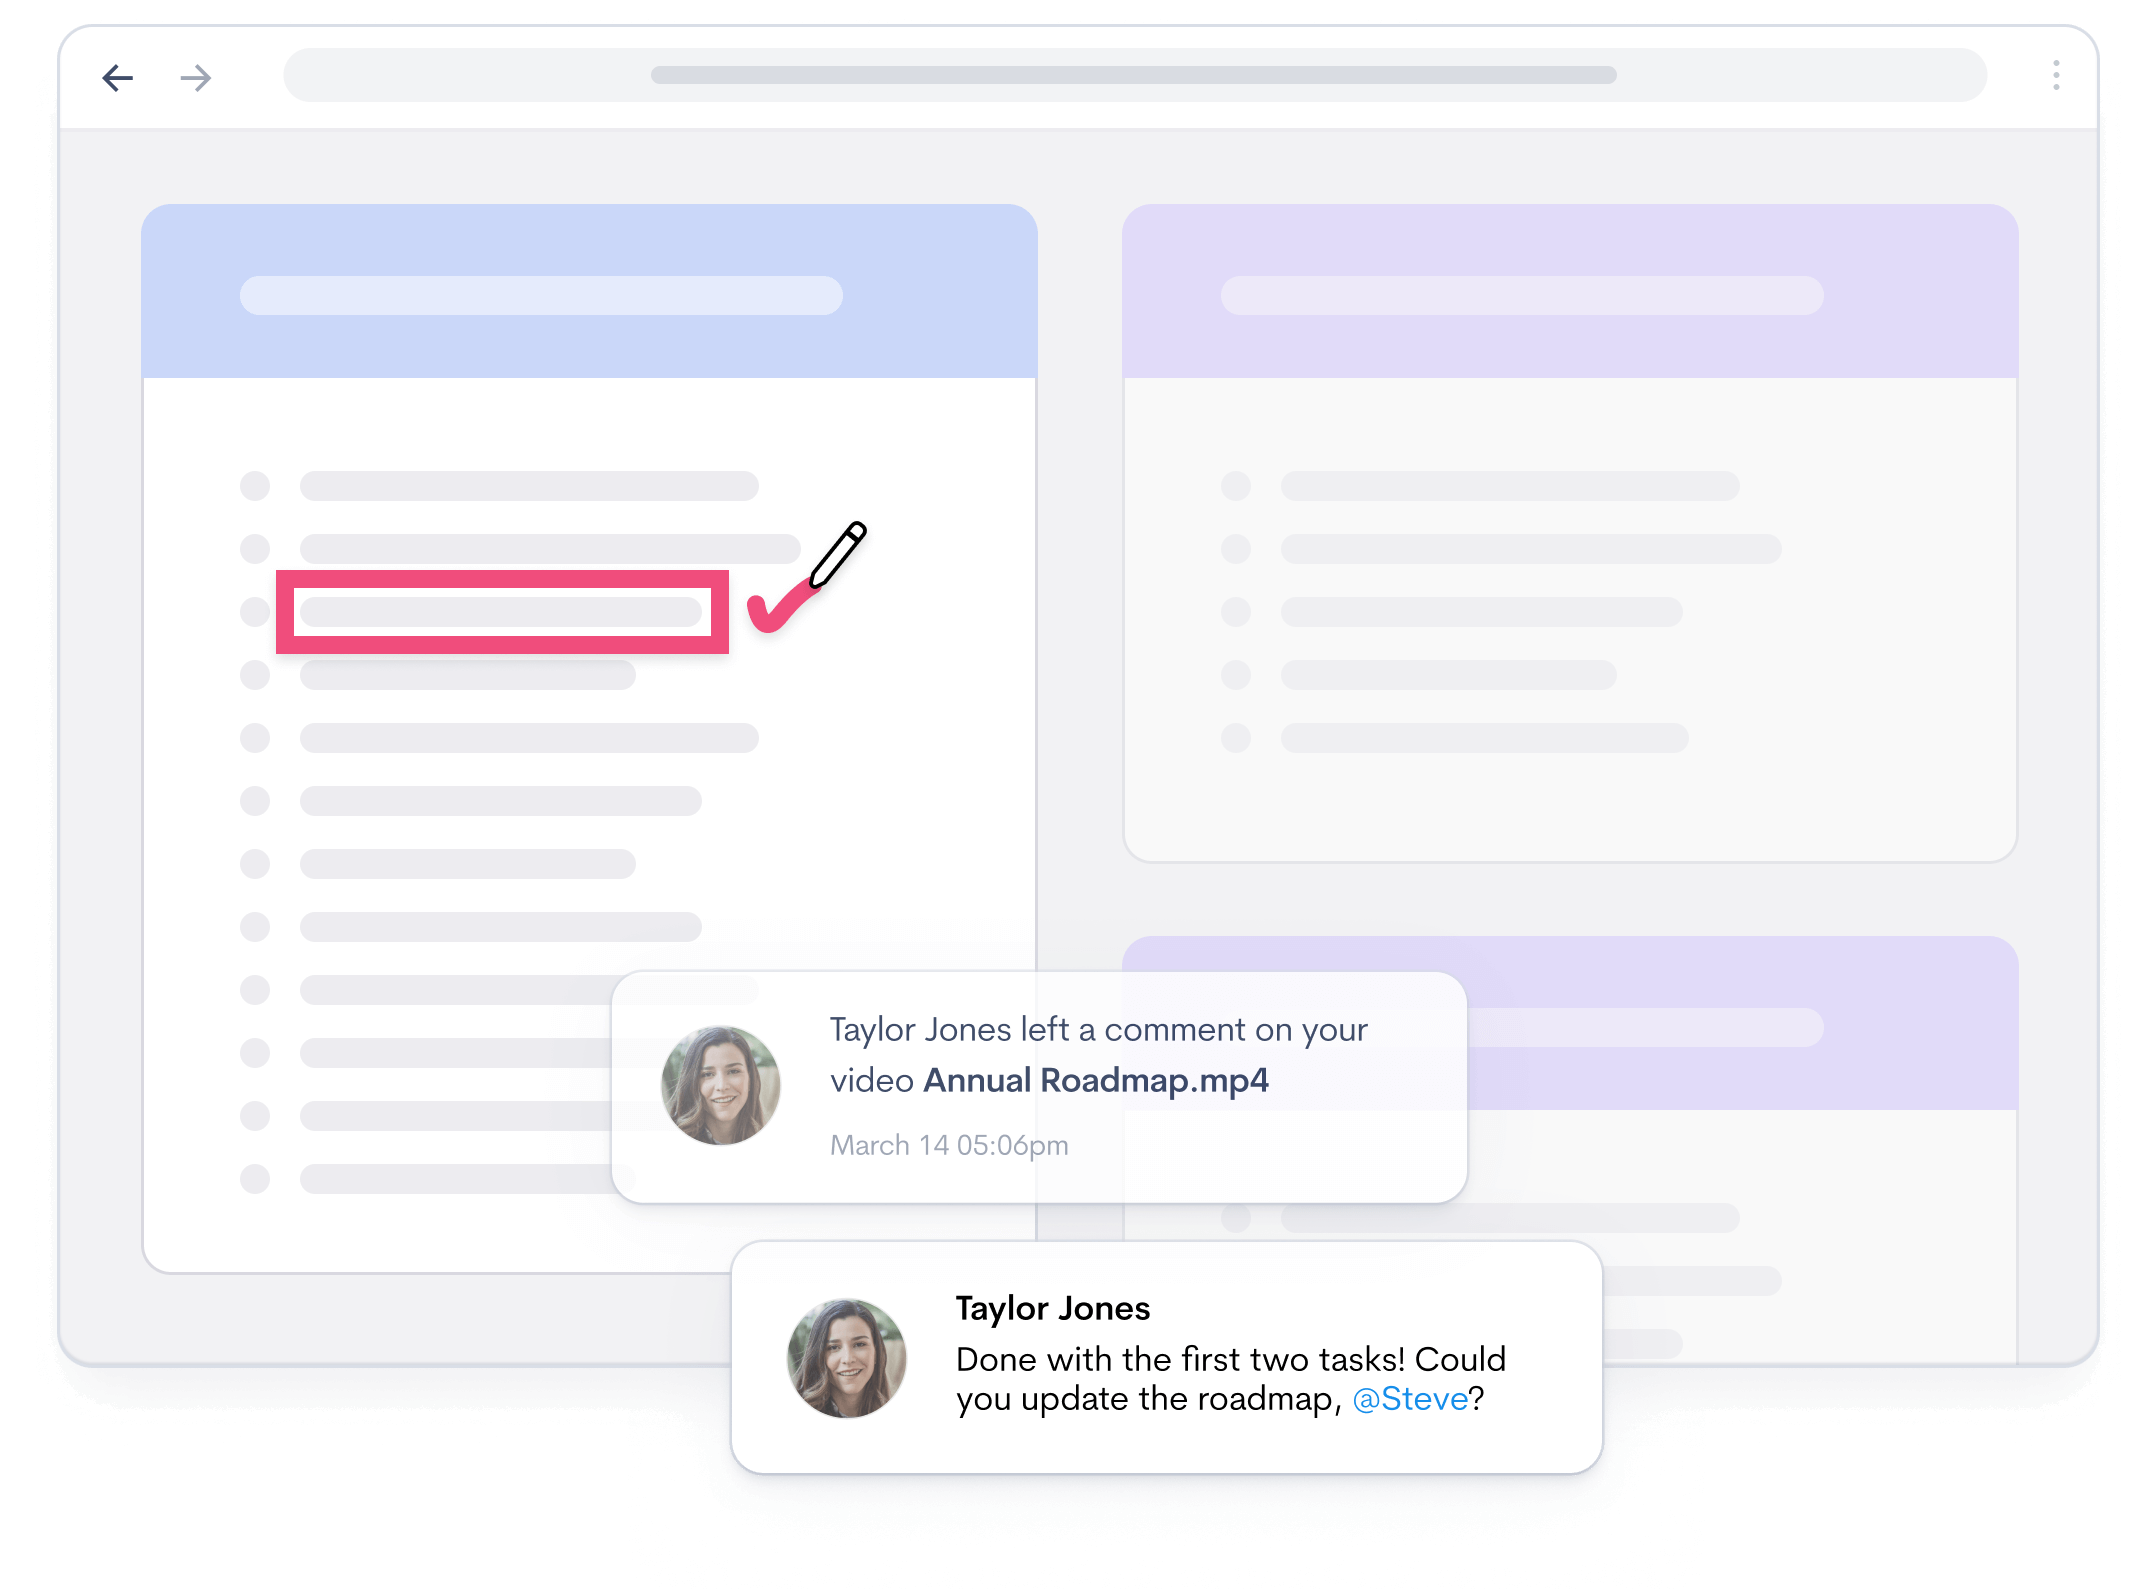 Taylor Jones left a comment on your
video Annual Roadmap.mp4
March 14 05:06pm
Taylor Jones
Done with the first two tasks! Could
you update the roadmap, @Steve?